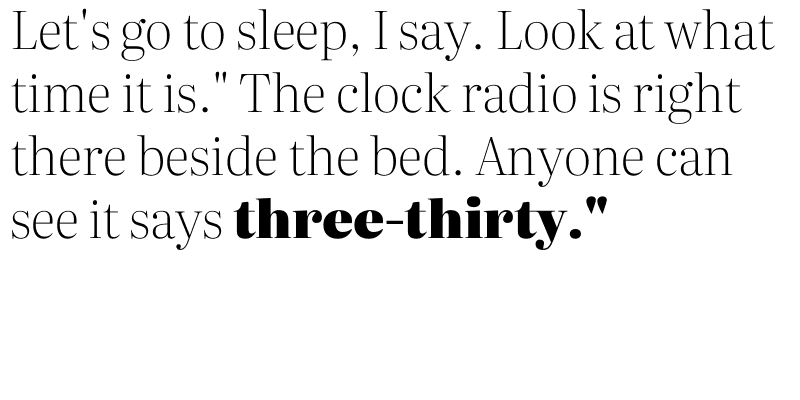 Let's go to sleep, I say. Look at what
time it is." The clock radio is right
there beside the bed. Anyone can
see it says three-thirty."